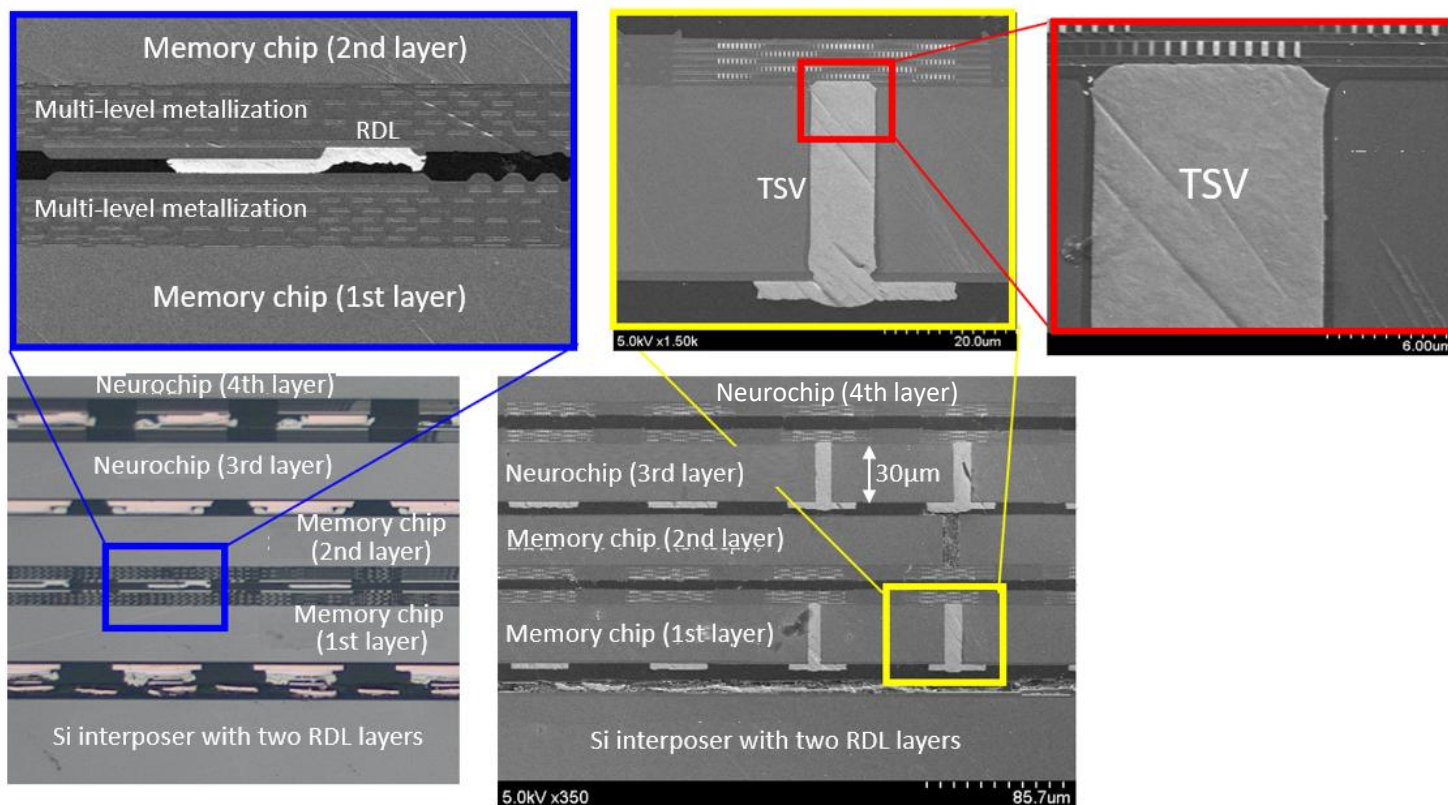 Memory chip (2nd layer)
Multi-level metallization
RDL
Multi-level metallization
Memory chip (1st layer)
TSV
5.0kV x1.50k
20.0um
TSV
6.00um
Neurochip (4th layer)
Neurochip (3rd layer)
Memory chip
(2nd layer)
Memory chip
(1st layer)
Si interposer with two RDL layers
Neurochip (4th layer)
Neurochip (3rd layer)
30μm
Memory chip (2nd layer)
Memory chip (1st layer)
Si interposer with two RDL layers
5.0kV x350
85.7um